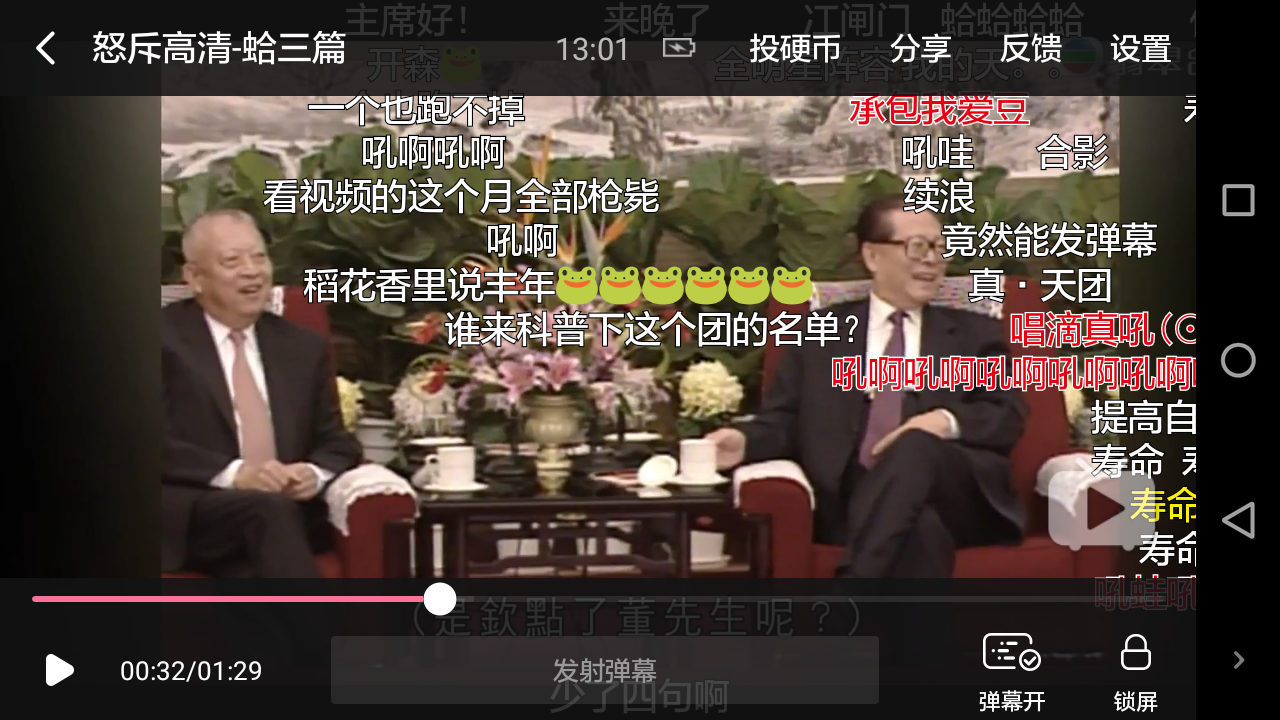 主席好！ 来晚了 江闸门 蛤蛤蛤蛤
怒斥高清-蛤三篇 13:01 投硬币 分享 反馈 设置
开森🐸 全明星阵容我的天。。
一个也跑不掉 承包我爱豆
吼啊吼啊 吼哇 合影
看视频的这个月全部枪毙 续浪
吼啊 竟然能发弹幕
稻花香里说丰年🐸🐸🐸🐸🐸🐸 真·天团
谁来科普下这个团的名单？ 唱滴真吼（⊙
吼啊吼啊吼啊吼啊吼啊
提高自
寿命
寿命
寿命
吼蛙吼
（是欽點了董先生呢？）
00:32/01:29 发射弹幕
少了四句啊
弹幕开 锁屏